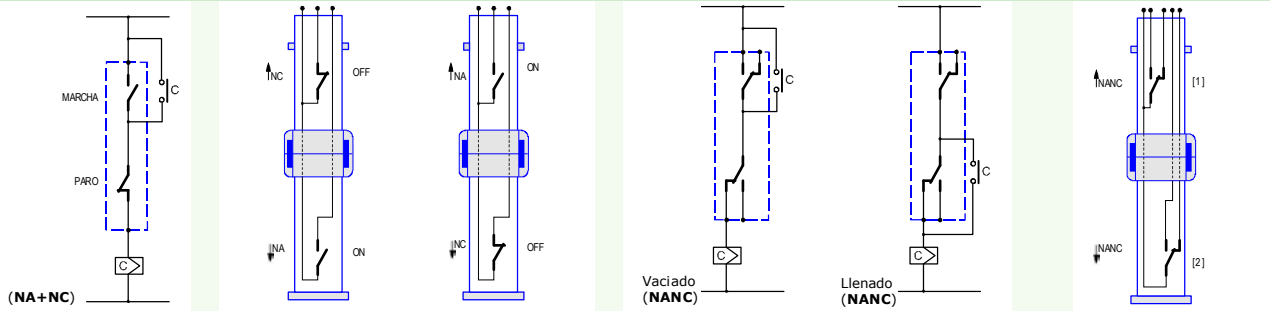 MARCHA
C
PARO
C
(NA+NC)
NC
OFF
NA
ON
NA
ON
NC
OFF
C
C
Vaciado
(NANC)
C
C
Llenado
(NANC)
NANC
[1]
NANC
[2]